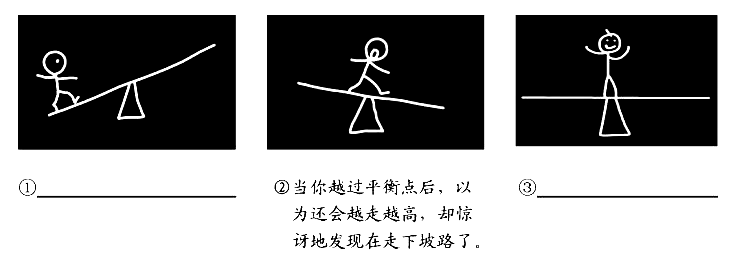 ①
②当你越过平衡点后，以
为还会越走越高，却惊
讶地发现在走下坡路了。
③